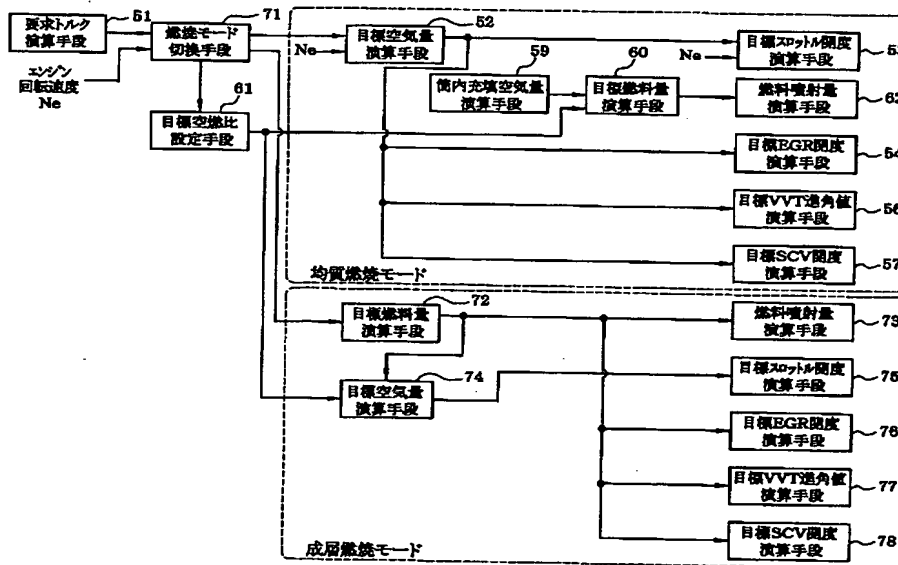 要求トルク
演算手段
51
71
燃焼モード
切換手段
エンジン
回転速度
Ne
61
目標空燃比
設定手段
52
目標空気量
演算手段
Ne
59
筒内充填空気量
演算手段
60
目標燃料量
演算手段
目標スロットル開度
演算手段
Ne
燃料噴射量
演算手段
目標EGR開度
演算手段
54
目標VVT進角値
演算手段
56
目標SCV開度
演算手段
57
均質燃焼モード
72
目標燃料量
演算手段
74
目標空気量
演算手段
燃料噴射量
演算手段
73
目標スロットル開度
演算手段
75
目標EGR開度
演算手段
76
目標VVT進角値
演算手段
77
目標SCV開度
演算手段
78
成層燃焼モード